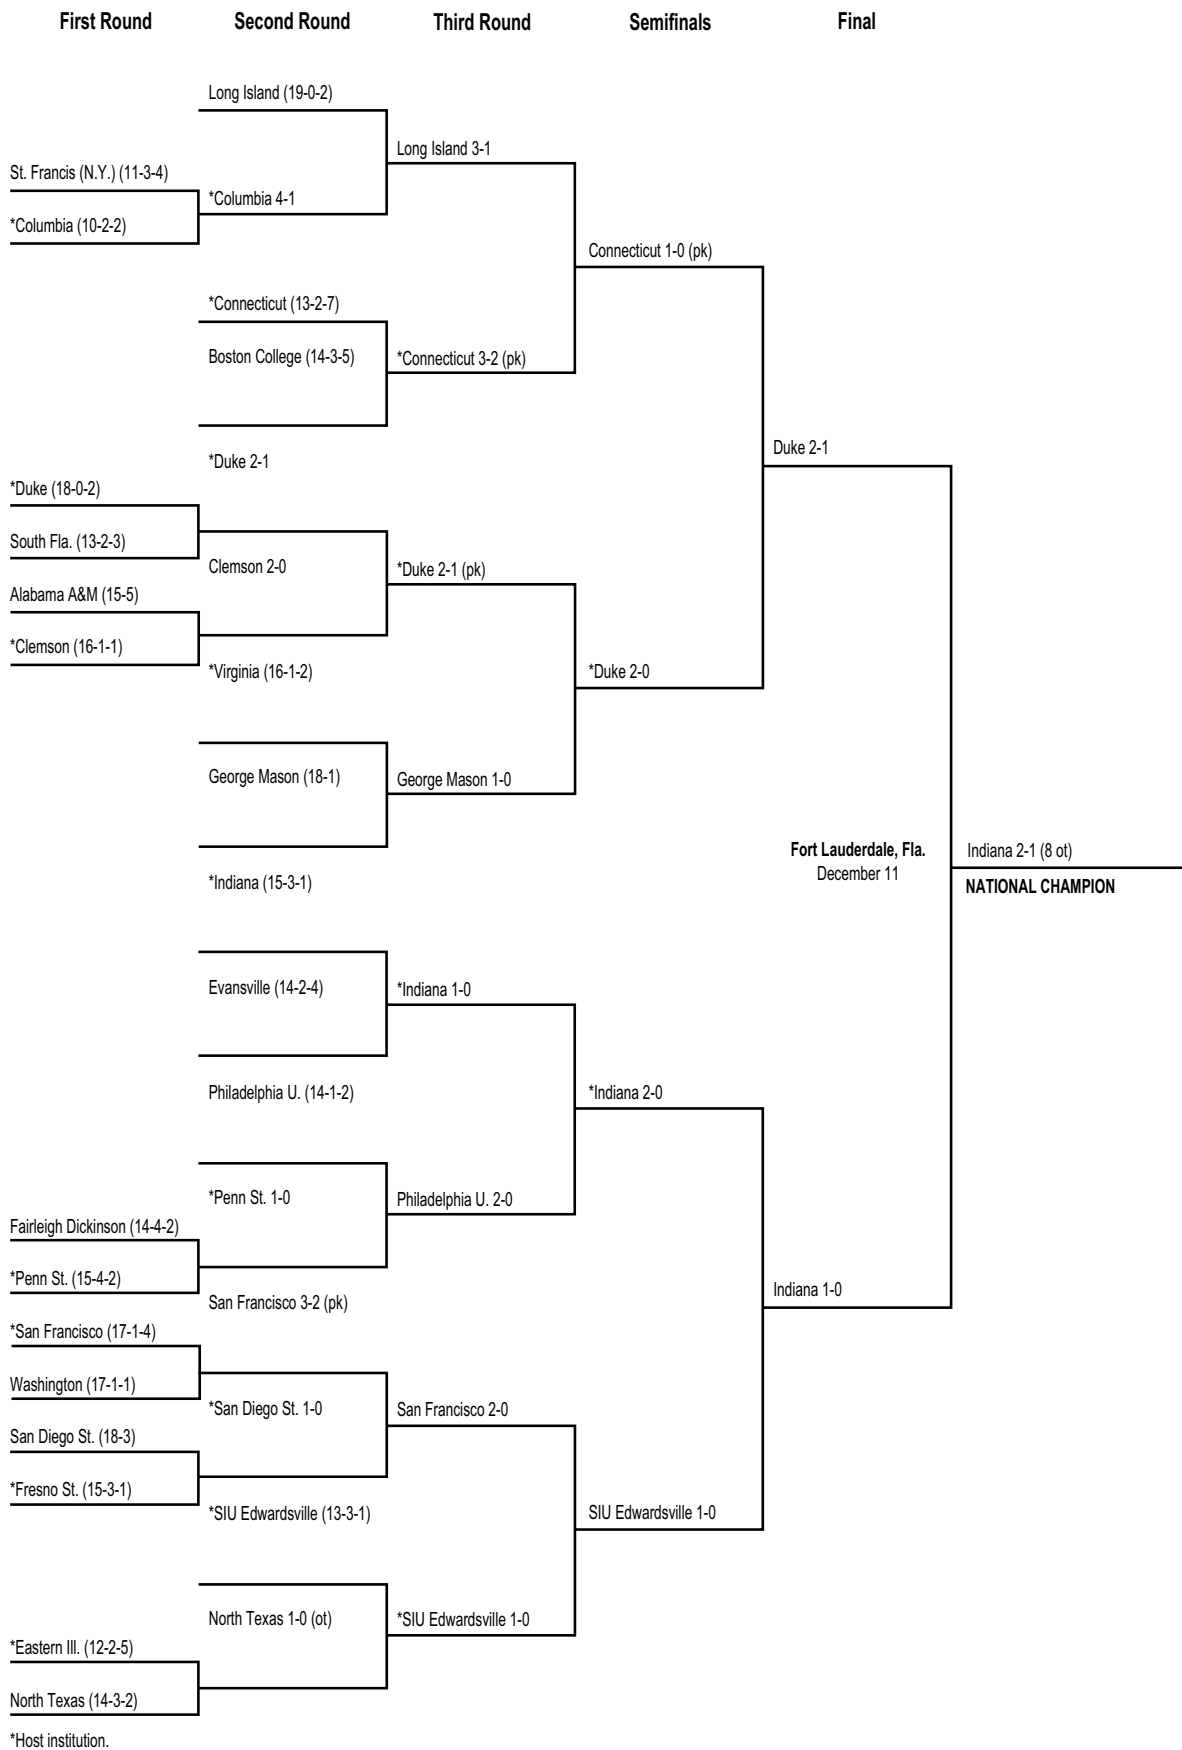 First Round
Second Round
Third Round
Semifinals
Final
Long Island (19-0-2)
Long Island 3-1
St. Francis (N.Y.) (11-3-4)
*Columbia 4-1
*Columbia (10-2-2)
Connecticut 1-0 (pk)
*Connecticut (13-2-7)
Boston College (14-3-5)
*Connecticut 3-2 (pk)
Duke 2-1
*Duke 2-1
*Duke (18-0-2)
South Fla. (13-2-3)
Clemson 2-0
*Duke 2-1 (pk)
Alabama A&M (15-5)
*Clemson (16-1-1)
*Virginia (16-1-2)
*Duke 2-0
George Mason (18-1)
George Mason 1-0
Fort Lauderdale, Fla.
Indiana 2-1 (8 ot)
December 11
NATIONAL CHAMPION
*Indiana (15-3-1)
Evansville (14-2-4)
*Indiana 1-0
Philadelphia U. (14-1-2)
*Indiana 2-0
*Penn St. 1-0
Philadelphia U. 2-0
Fairleigh Dickinson (14-4-2)
*Penn St. (15-4-2)
Indiana 1-0
San Francisco 3-2 (pk)
*San Francisco (17-1-4)
Washington (17-1-1)
*San Diego St. 1-0
San Francisco 2-0
San Diego St. (18-3)
*Fresno St. (15-3-1)
*SIU Edwardsville (13-3-1)
SIU Edwardsville 1-0
North Texas 1-0 (ot)
*SIU Edwardsville 1-0
*Eastern Ill. (12-2-5)
North Texas (14-3-2)
*Host institution.